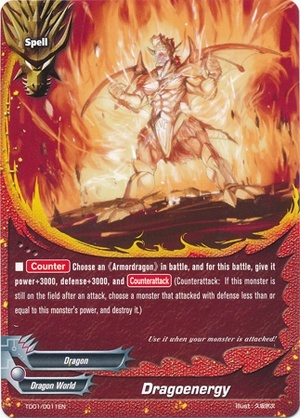 Spell
■ Counter Choose an 《Armordragon》 in battle, and for this battle, give it
power+3000, defense+3000, and Counterattack (Counterattack: If this monster is
still on the field after an attack, choose a monster that attacked with defense less than or
equal to this monster's power, and destroy it.)
Use it when your monster is attacked!
Dragon
Dragon World
Dragoenergy
TD01/0011EN
Illust: